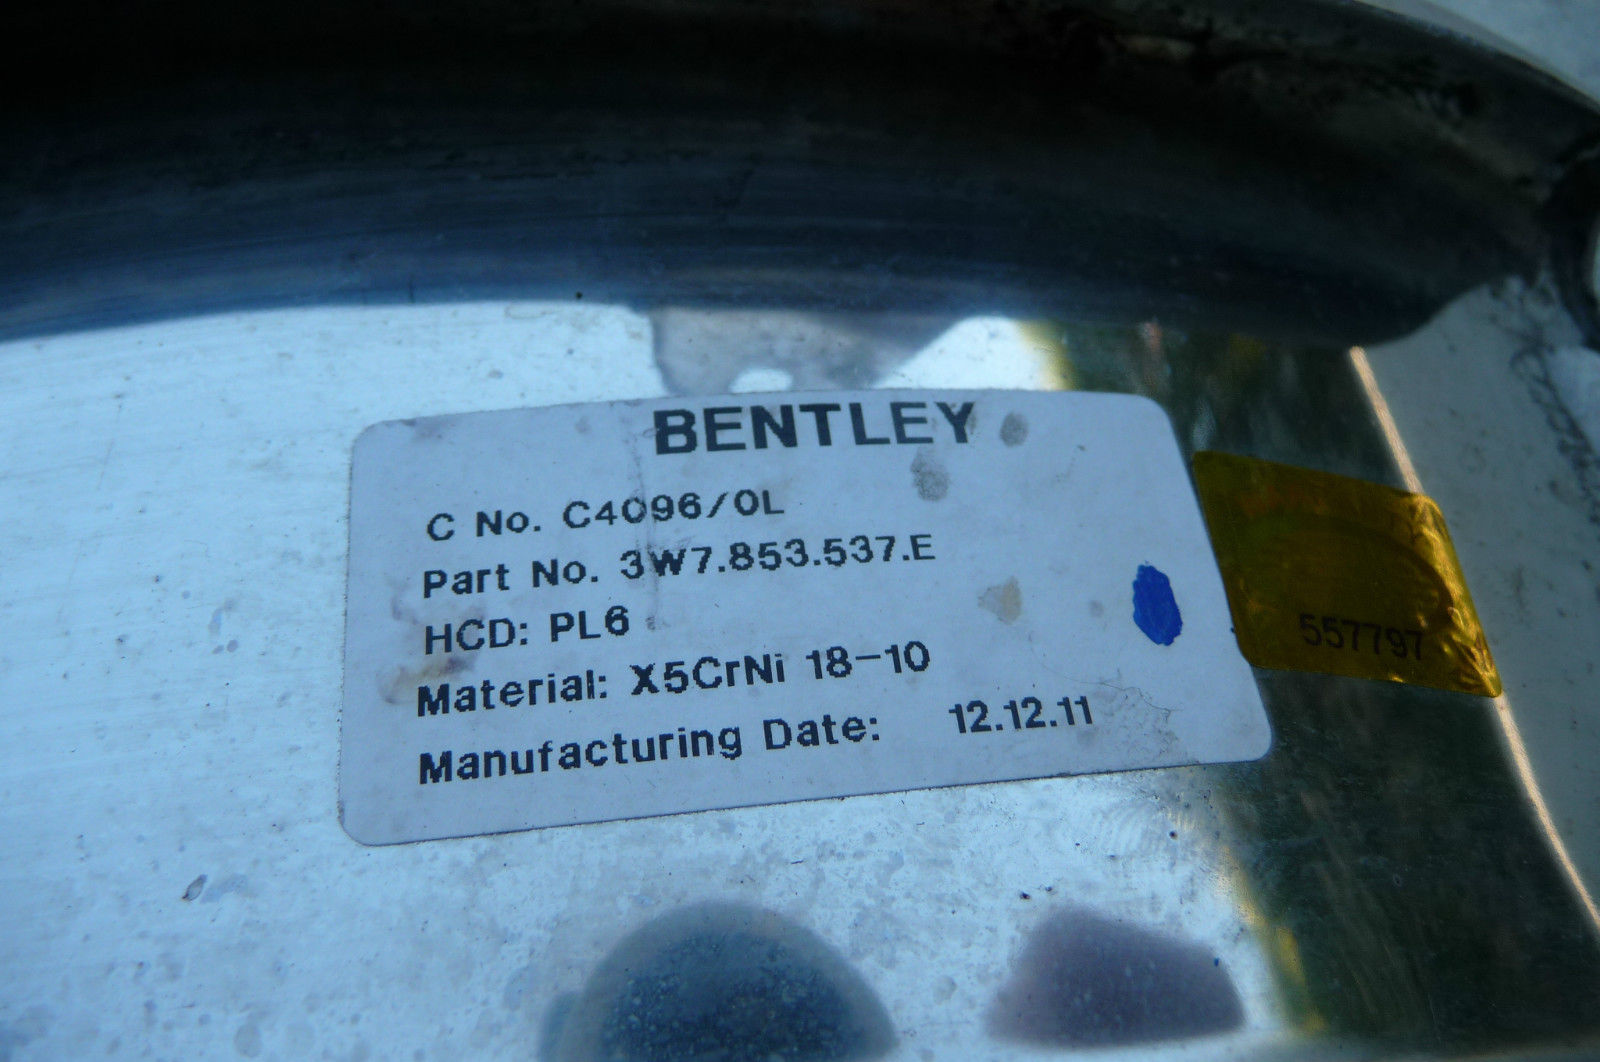 BENTLEY
C No. C4096/0L
Part No. 3W7.853.537.E
HCD: PL6
Material: X5CrNi 18-10
Manufacturing Date: 12.12.11
557797